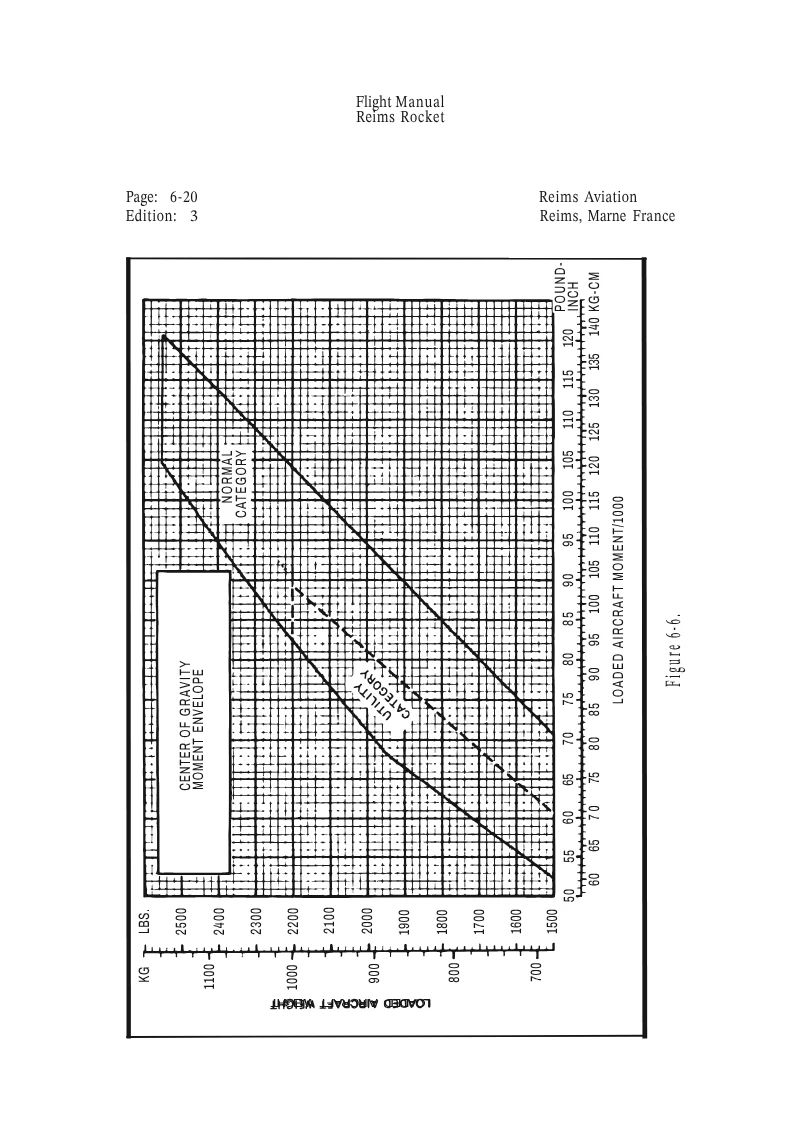 Flight Manual
Reims Rocket
Page: 6-20
Edition: 3
Reims Aviation
Reims, Marne France
CENTER OF GRAVITY
MOMENT ENVELOPE
NORMAL
CATEGORY
UTILITY
CATEGORY
LOADED AIRCRAFT WEIGHT
KG
1100
1000
900
800
700
LBS.
2500
2400
2300
2200
2100
2000
1900
1800
1700
1600
1500
50
55
60
65
70
75
80
85
90
95
100
105
110
115
120
POUND-
INCH
60
65
70
75
80
85
90
95
100
105
110
115
120
125
130
135
140
KG-CM
LOADED AIRCRAFT MOMENT/1000
Figure 6-6.